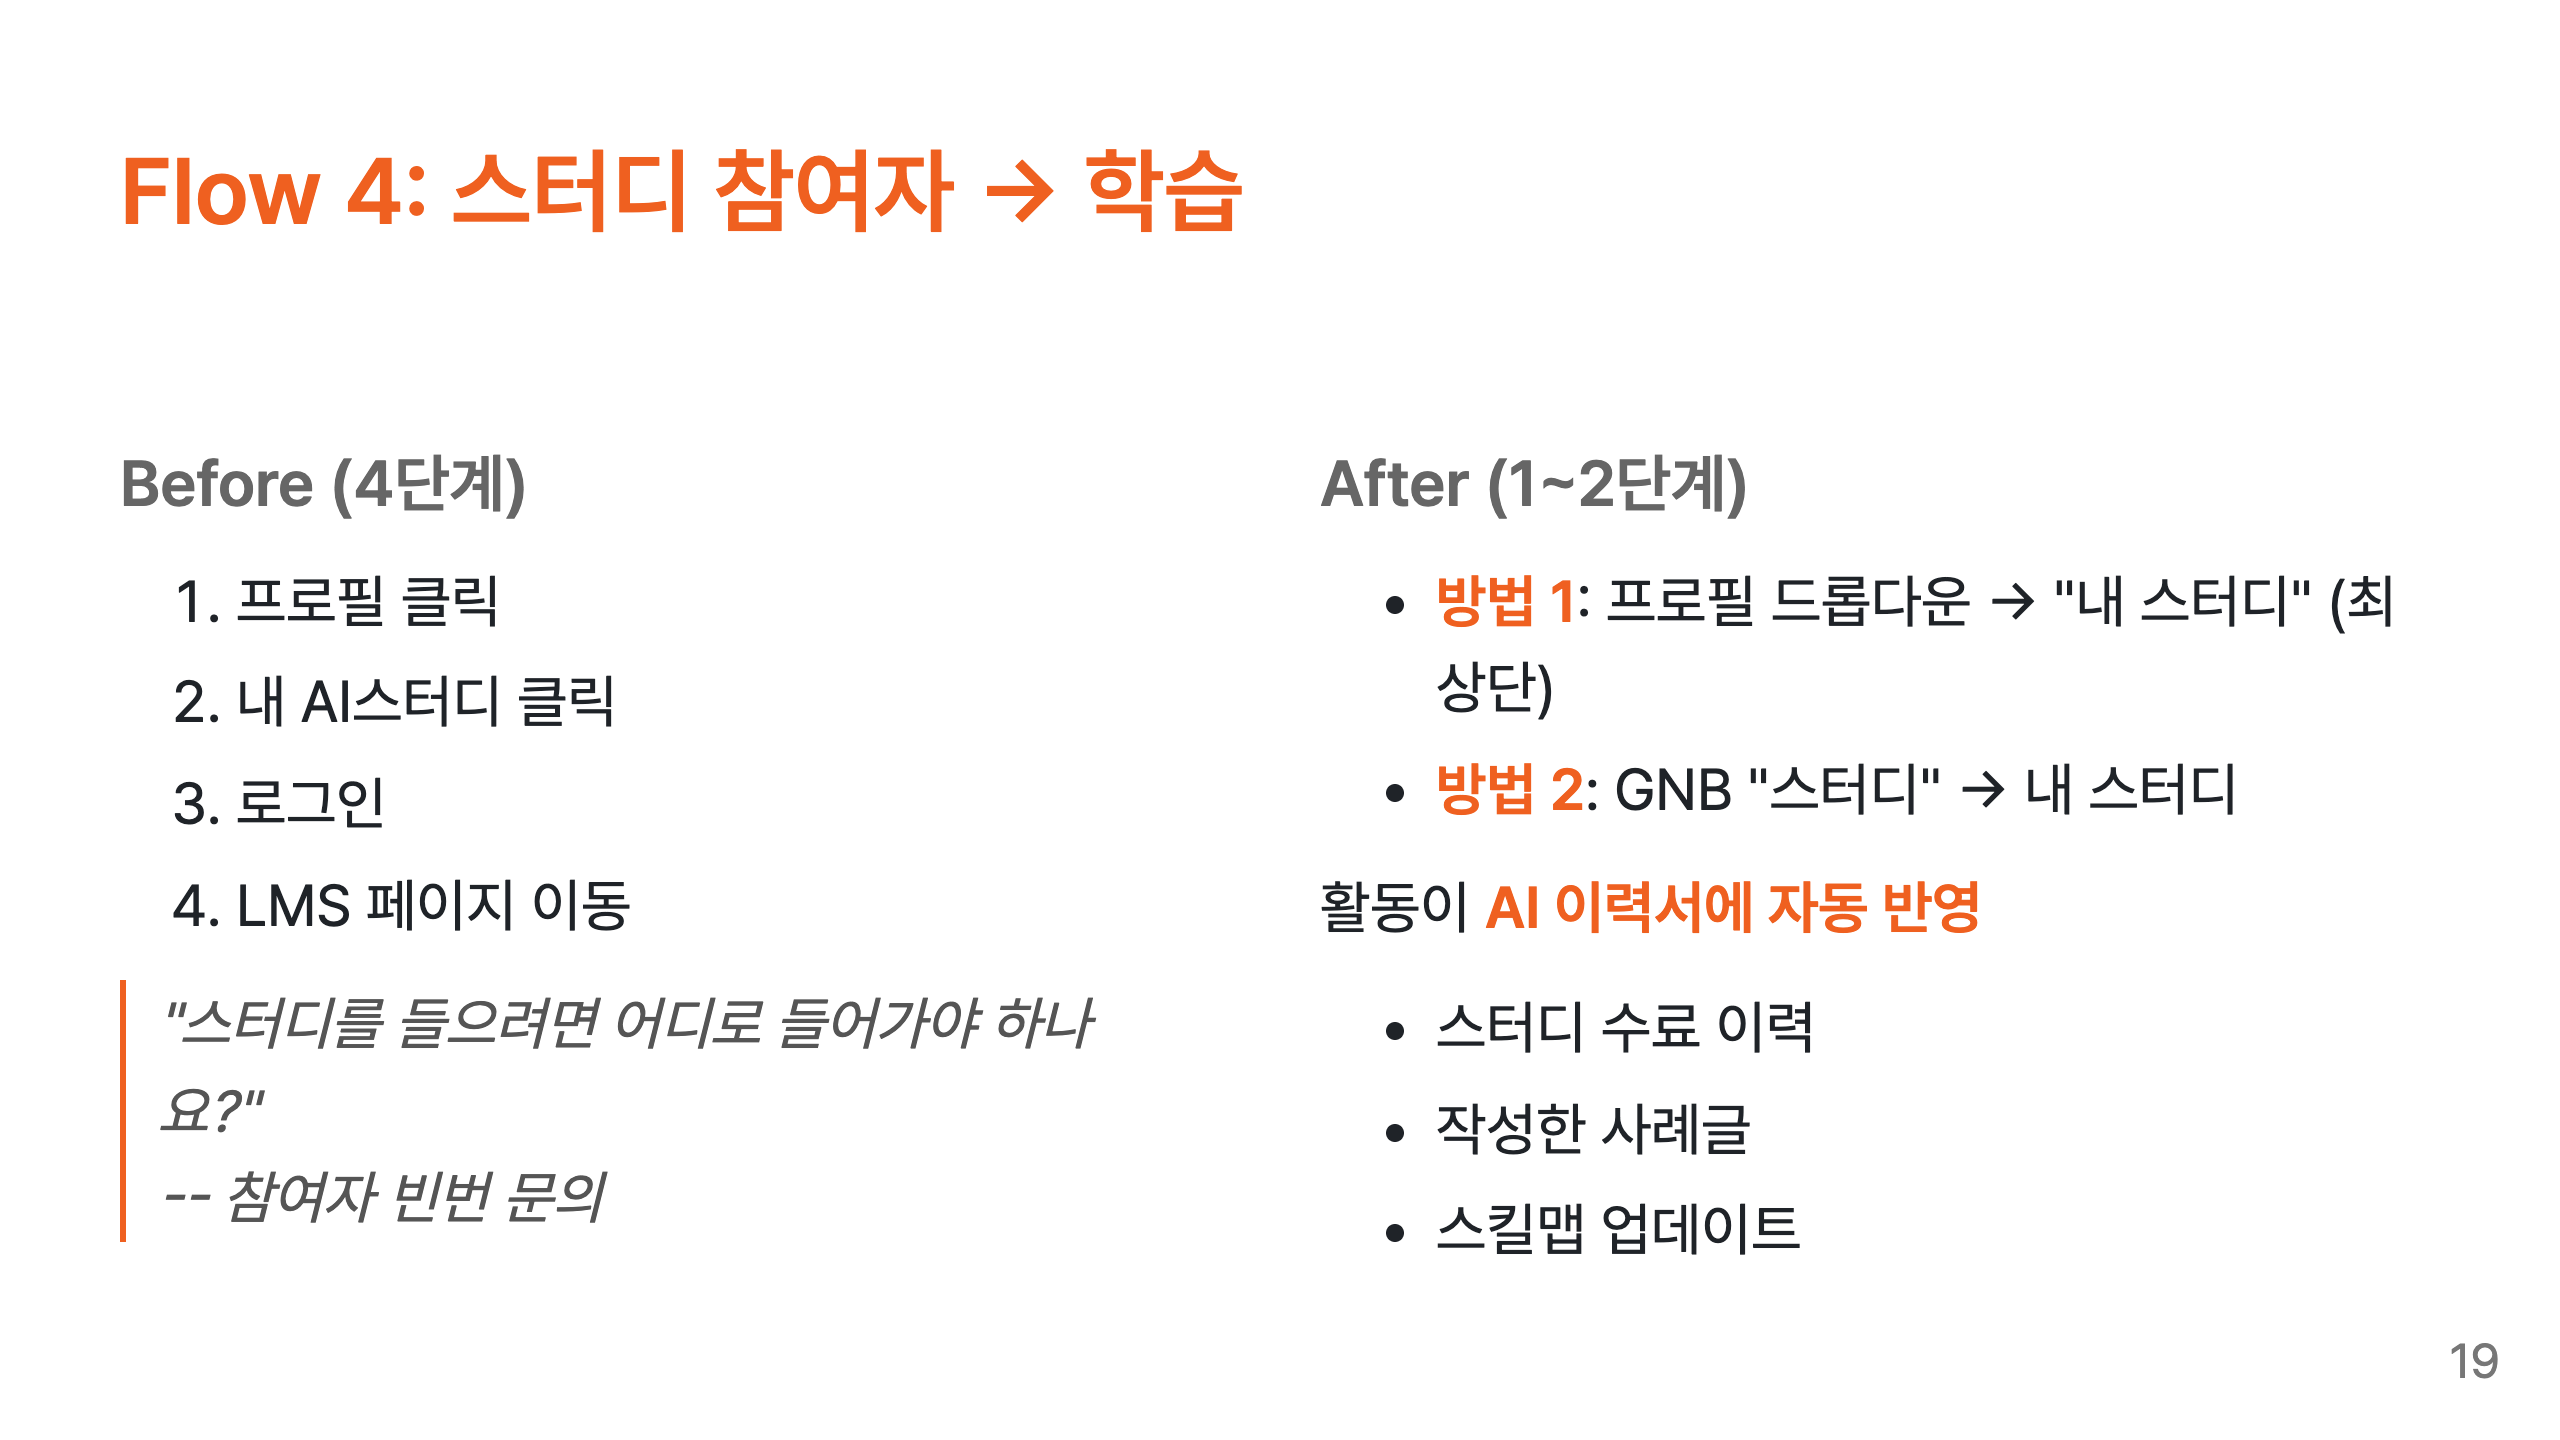 Flow 4: 스터디 참여자 → 학습
Before (4단계)
1. 프로필 클릭
2. 내 AI스터디 클릭
3. 로그인
4. LMS 페이지 이동
"스터디를 들으려면 어디로 들어가야 하나
요?"
-- 참여자 빈번 문의
After (1~2단계)
• 방법 1: 프로필 드롭다운 → "내 스터디" (최
상단)
• 방법 2: GNB "스터디" → 내 스터디
활동이 AI 이력서에 자동 반영
• 스터디 수료 이력
• 작성한 사례글
• 스킬맵 업데이트
19